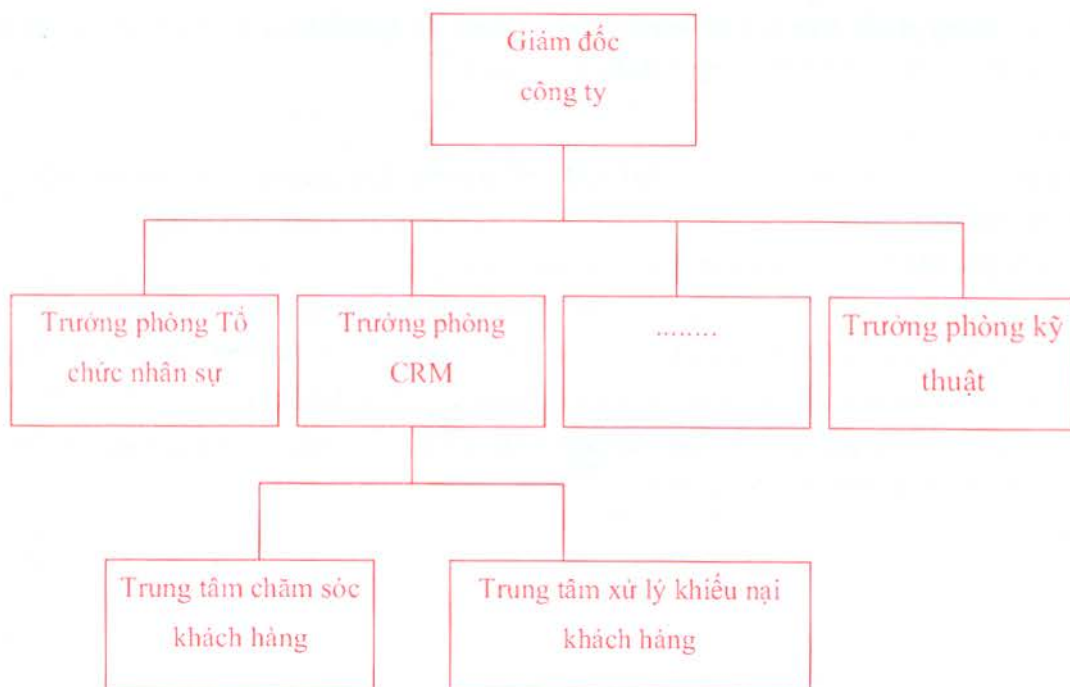 Giám đốc
công ty
Trưởng phòng Tổ
chức nhân sự
Trưởng phòng
CRM
........
Trưởng phòng kỹ
thuật
Trung tâm chăm sóc
khách hàng
Trung tâm xử lý khiếu nại
khách hàng